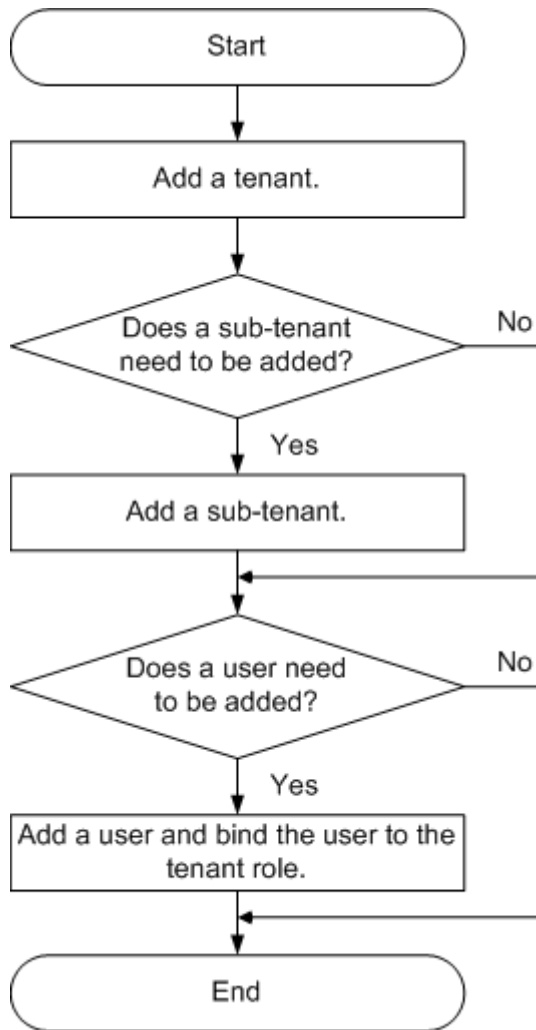 Start
Add a tenant.
Does a sub-tenant
need to be added?
No
Yes
Add a sub-tenant.
Does a user need
to be added?
No
Yes
Add a user and bind the user to the
tenant role.
End